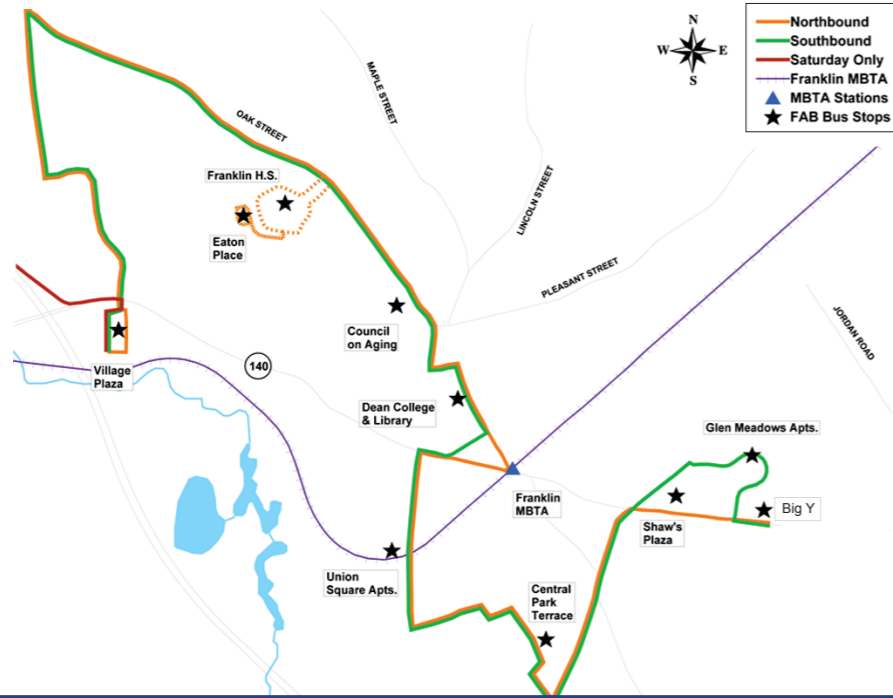 N
W
E
S
Northbound
Southbound
Saturday Only
Franklin MBTA
MBTA Stations
FAB Bus Stops
MAPLE STREET
OAK STREET
LINCOLN STREET
Franklin H.S.
Eaton
Place
PLEASANT STREET
JORDAN ROAD
Council
on Aging
Village
Plaza
140
Dean College
& Library
Glen Meadows Apts.
Franklin
MBTA
Shaw's
Plaza
Big Y
Union
Square Apts.
Central
Park
Terrace